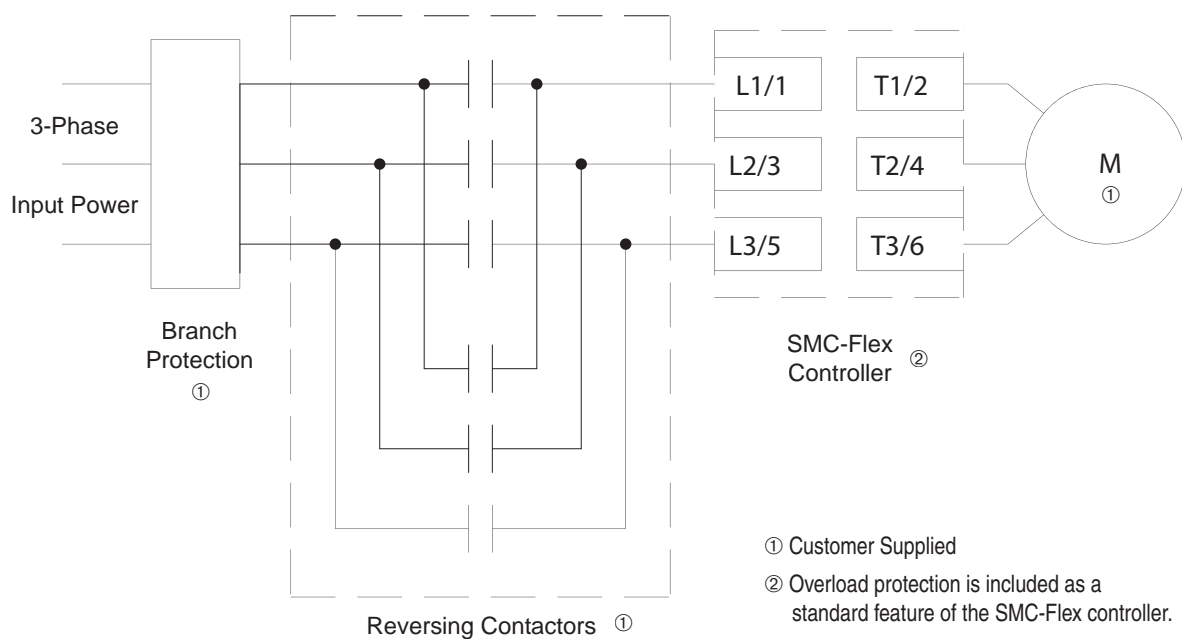 3-Phase
Input Power
Branch
Protection
①
L1/1
T1/2
L2/3
T2/4
L3/5
T3/6
M
①
SMC-Flex ②
Controller
Reversing Contactors ①
① Customer Supplied
② Overload protection is included as a
standard feature of the SMC-Flex controller.